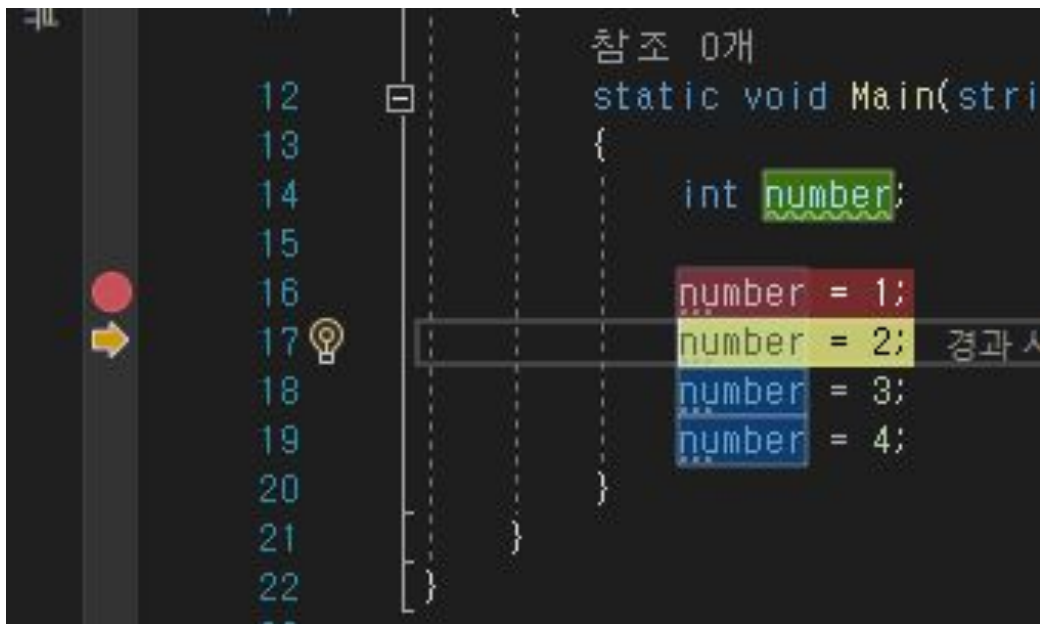 참조 0개
12 static void Main(stri
13 {
14 int number;
15
16 number = 1;
17 number = 2; 경과
18 number = 3;
19 number = 4;
20 }
21 }
22 }